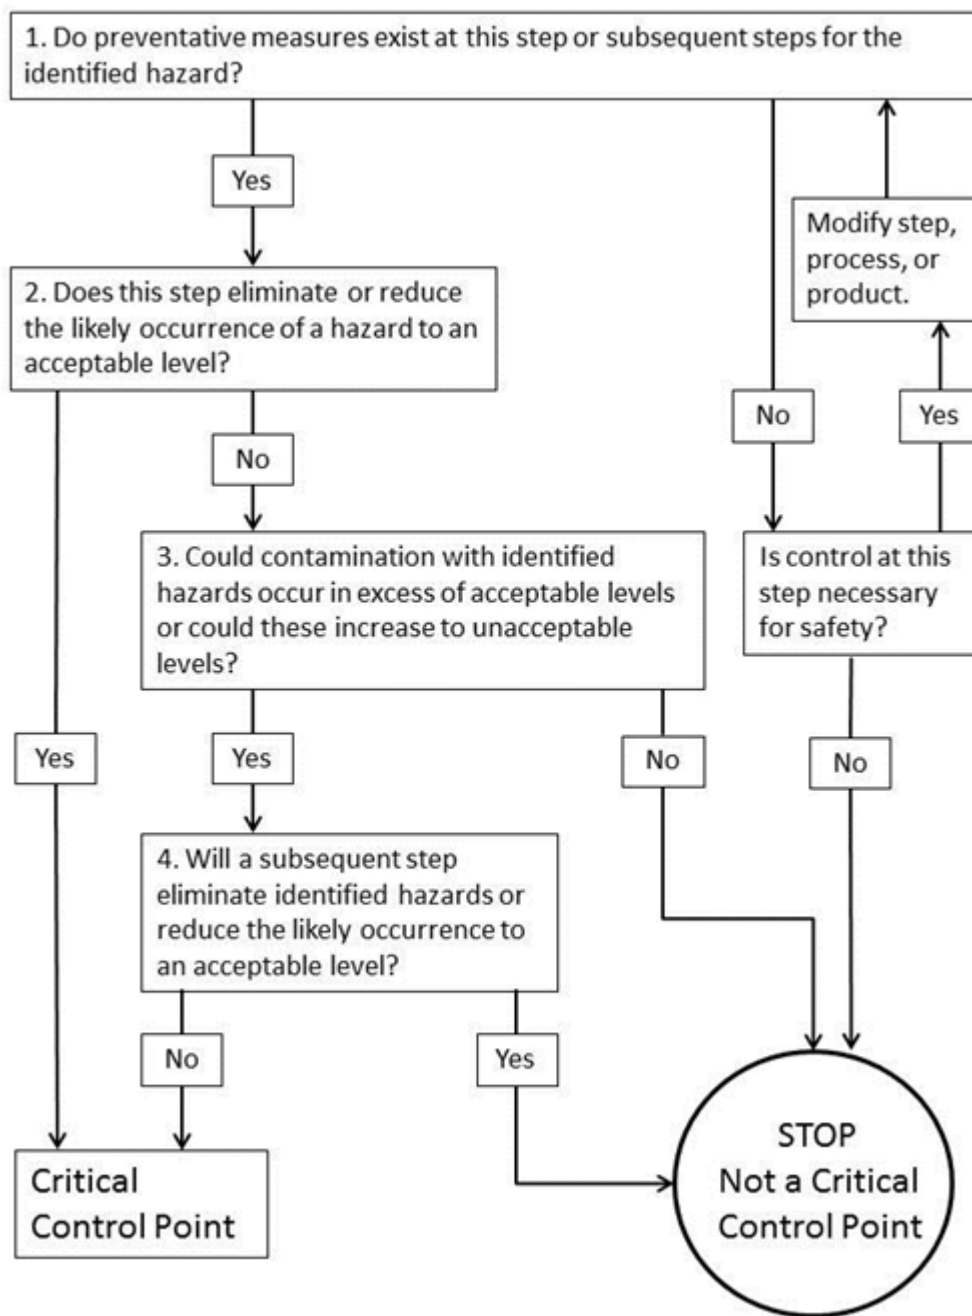 1. Do preventative measures exist at this step or subsequent steps for the
identified hazard?
Yes
Modify step,
process, or
product.
2. Does this step eliminate or reduce
the likely occurrence of a hazard to an
acceptable level?
No
Yes
No
3. Could contamination with identified
hazards occur in excess of acceptable levels
or could these increase to unacceptable
levels?
Is control at this
step necessary
for safety?
Yes
Yes
No
No
4. Will a subsequent step
eliminate identified hazards or
reduce the likely occurrence to
an acceptable level?
No
Yes
Critical
Control Point
STOP
Not a Critical
Control Point